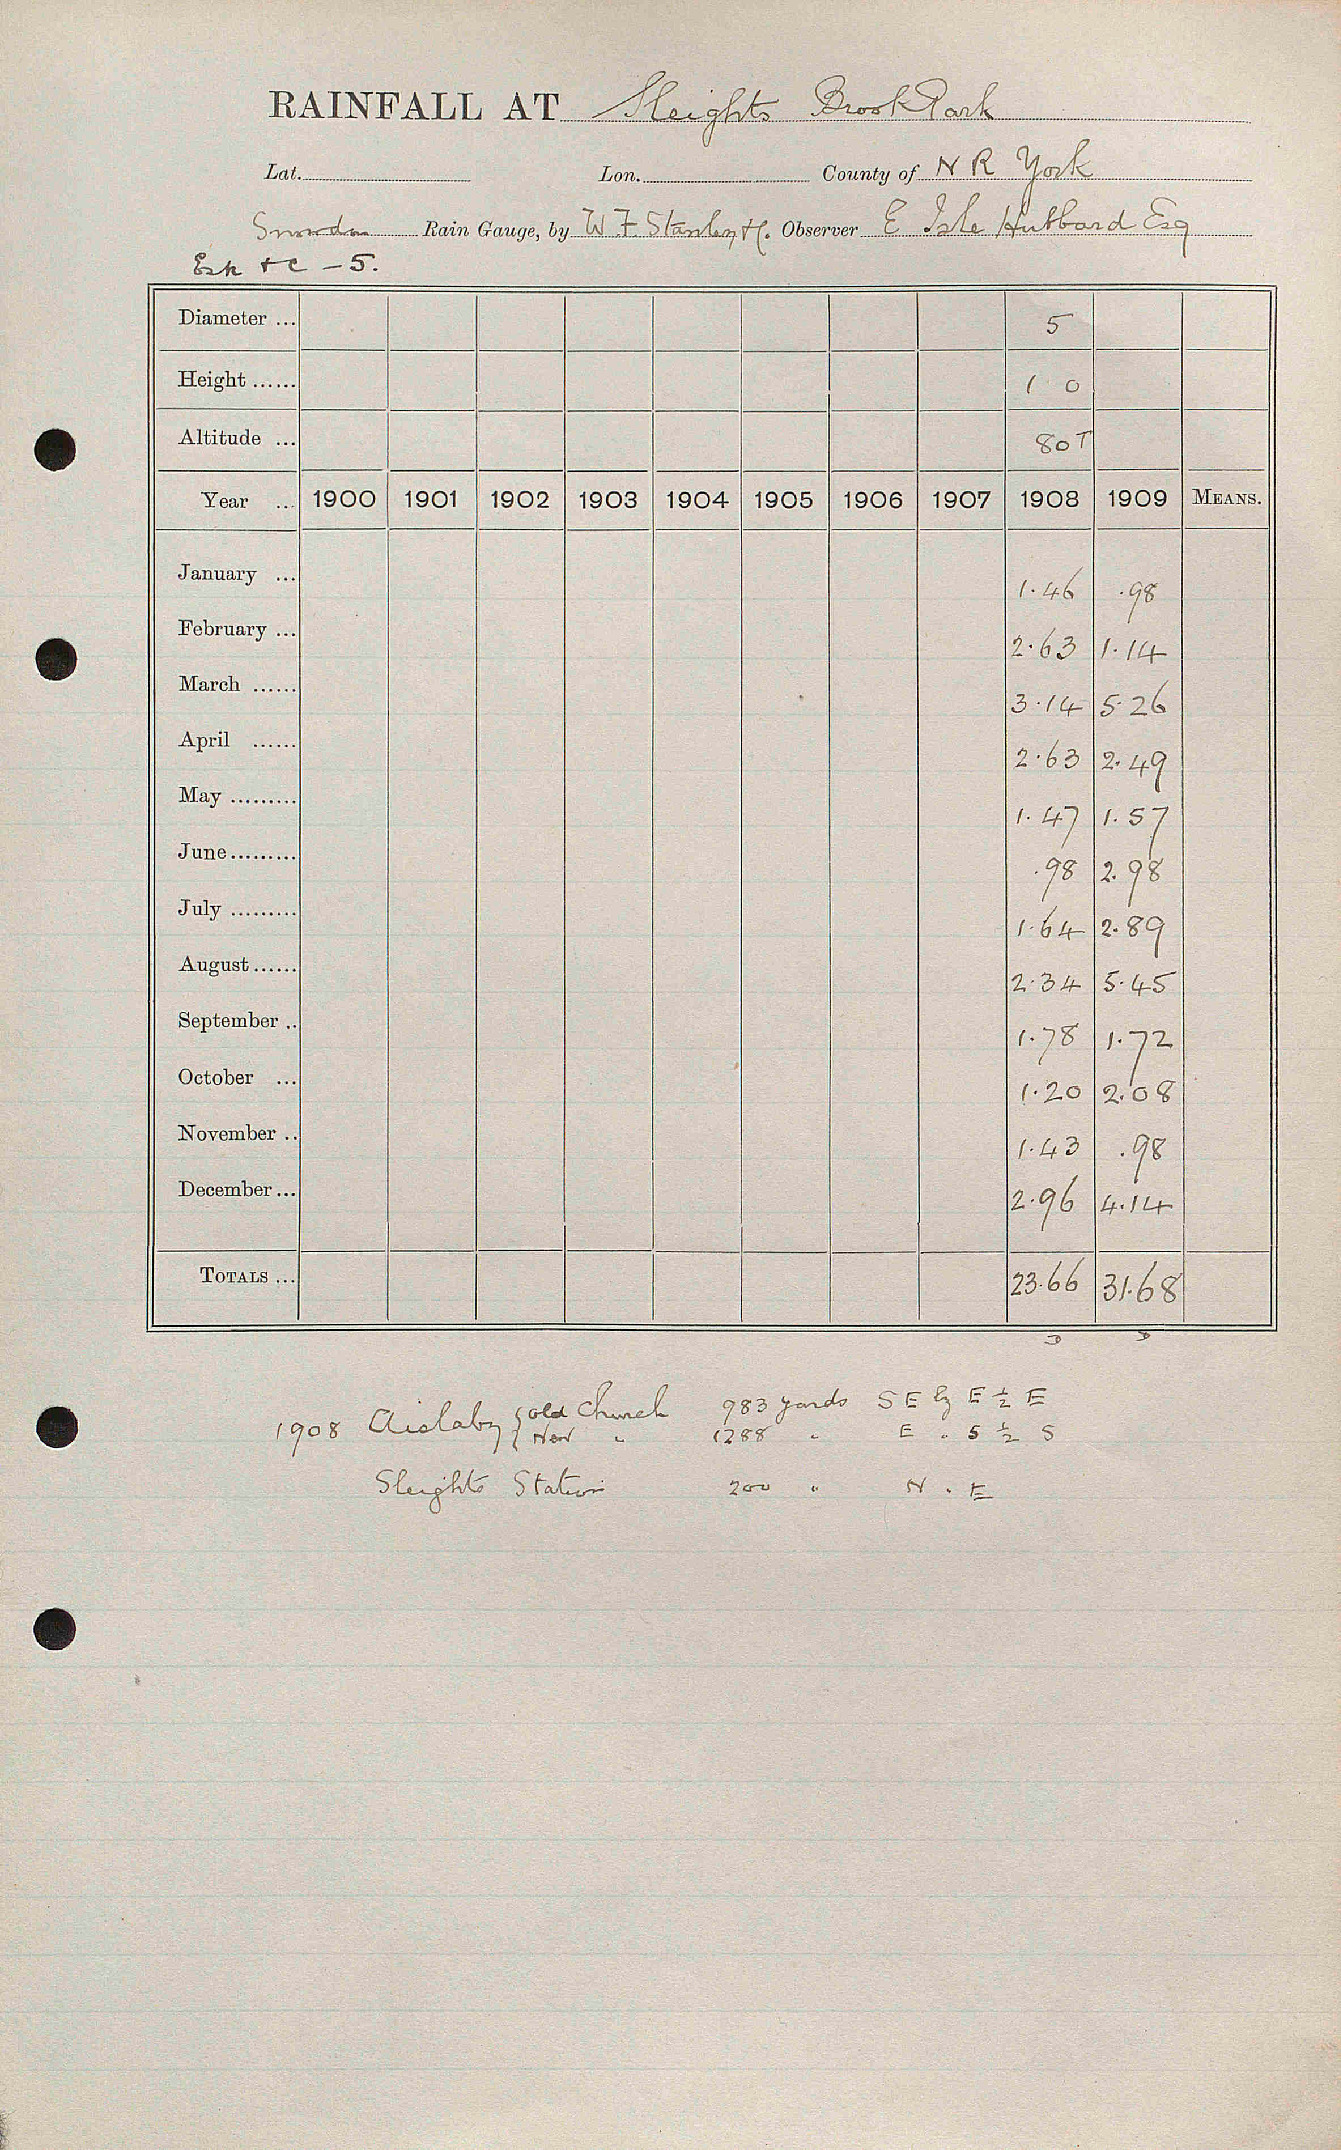 RAINFALL AT Sleights Brook Park
Lat. Lon. County of N R York
Snowdon Rain Gauge, by W F Stanley & C. Observer E Isle Hubbard Esq
Esk &c - 5.
Diameter ... 5
Height ...... 1 0
Altitude ... 80 T
Year ... 1900 1901 1902 1903 1904 1905 1906 1907 1908 1909 MEANS.
January ... 1.46 .98
February ... 2.63 1.14
March ...... 3.14 5.26
April ...... 2.63 2.49
May ......... 1.47 1.57
June ......... .98 2.98
July ......... 1.64 2.89
August ...... 2.34 5.45
September .. 1.78 1.72
October ... 1.20 2.08
November .. 1.43 .98
December ... 2.96 4.14
TOTALS ... 23.66 31.68
1908 Aislaby { old Church 983 yards S E by E ½ E
{ New " 1288 " E " S ½ S
Sleights Station 200 " N . E